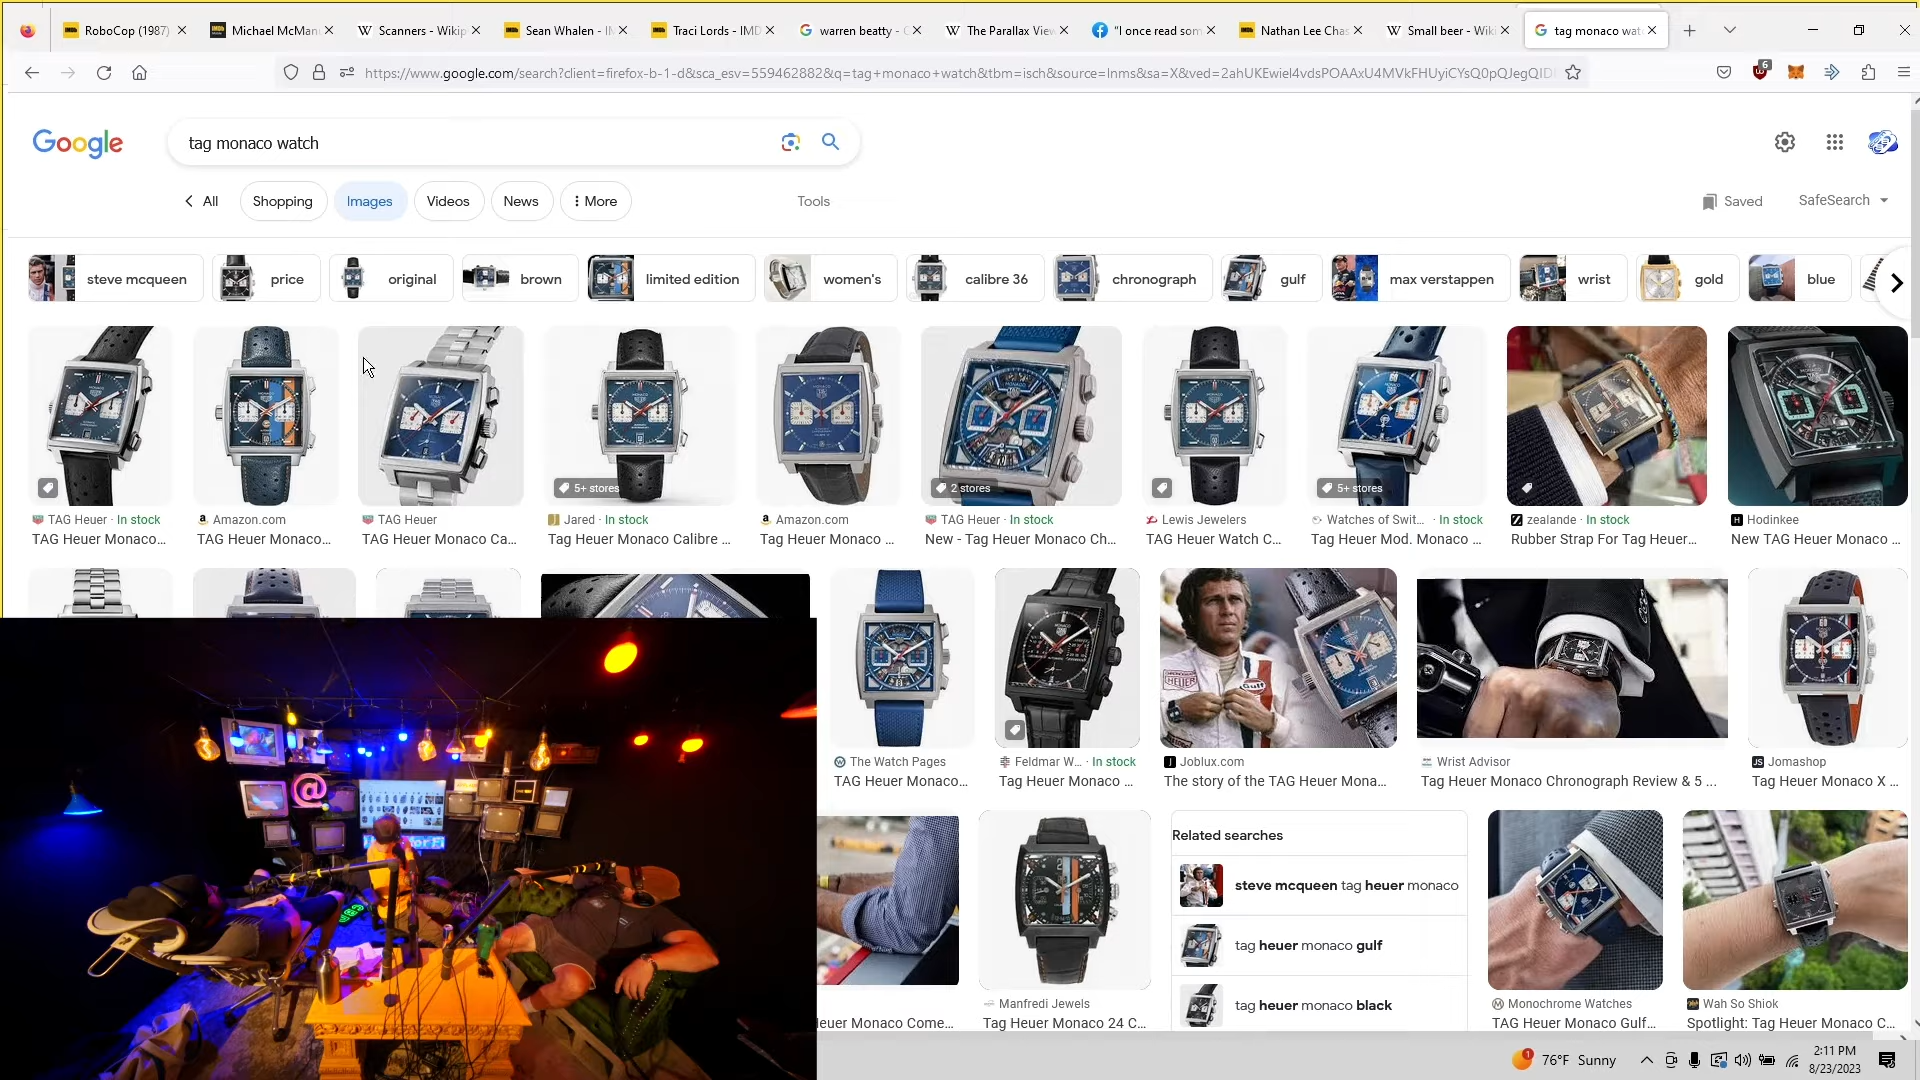 RoboCop (1987)
Michael McMan
Scanners - Wikip
Sean Whalen - IM
Traci Lords - IMD
warren beatty - G
The Parallax View
"I once read som
Nathan Lee Chas
Small beer - Wiki
tag monaco wat
https://www.google.com/search?client=firefox-b-1-d&sca_esv=559462882&q=tag+monaco+watch&tbm=isch&source=lnms&sa=X&ved=2ahUKEwiel4vdsPOAAxU4MVkFHUyiCYsQ0pQJegQID
6
Google
tag monaco watch
All
Shopping
Images
Videos
News
More
Tools
Saved
SafeSearch
steve mcqueen
price
original
brown
limited edition
women's
calibre 36
chronograph
gulf
max verstappen
wrist
gold
blue
5+ stores
2 stores
5+ stores
TAG Heuer · In stock
TAG Heuer Monaco...
Amazon.com
TAG Heuer Monaco...
TAG Heuer
TAG Heuer Monaco Ca...
Jared · In stock
Tag Heuer Monaco Calibre ...
Amazon.com
TAG Heuer Monaco ...
TAG Heuer · In stock
New - Tag Heuer Monaco Ch...
Lewis Jewelers
TAG Heuer Watch C...
Watches of Swit... · In stock
Tag Heuer Mod. Monaco ...
zealande · In stock
Rubber Strap For Tag Heuer...
Hodinkee
New TAG Heuer Monaco ...
The Watch Pages
TAG Heuer Monaco...
Feldmar W... · In stock
Tag Heuer Monaco ...
Joblux.com
The story of the TAG Heuer Mona...
Wrist Advisor
Tag Heuer Monaco Chronograph Review & 5 ...
Jomashop
Tag Heuer Monaco X ...
euer Monaco Come...
Manfredi Jewels
Tag Heuer Monaco 24 C...
Related searches
steve mcqueen tag heuer monaco
tag heuer monaco gulf
tag heuer monaco black
Monochrome Watches
TAG Heuer Monaco Gulf...
Wah So Shiok
Spotlight: Tag Heuer Monaco C...
@
76°F Sunny
2:11 PM
8/23/2023